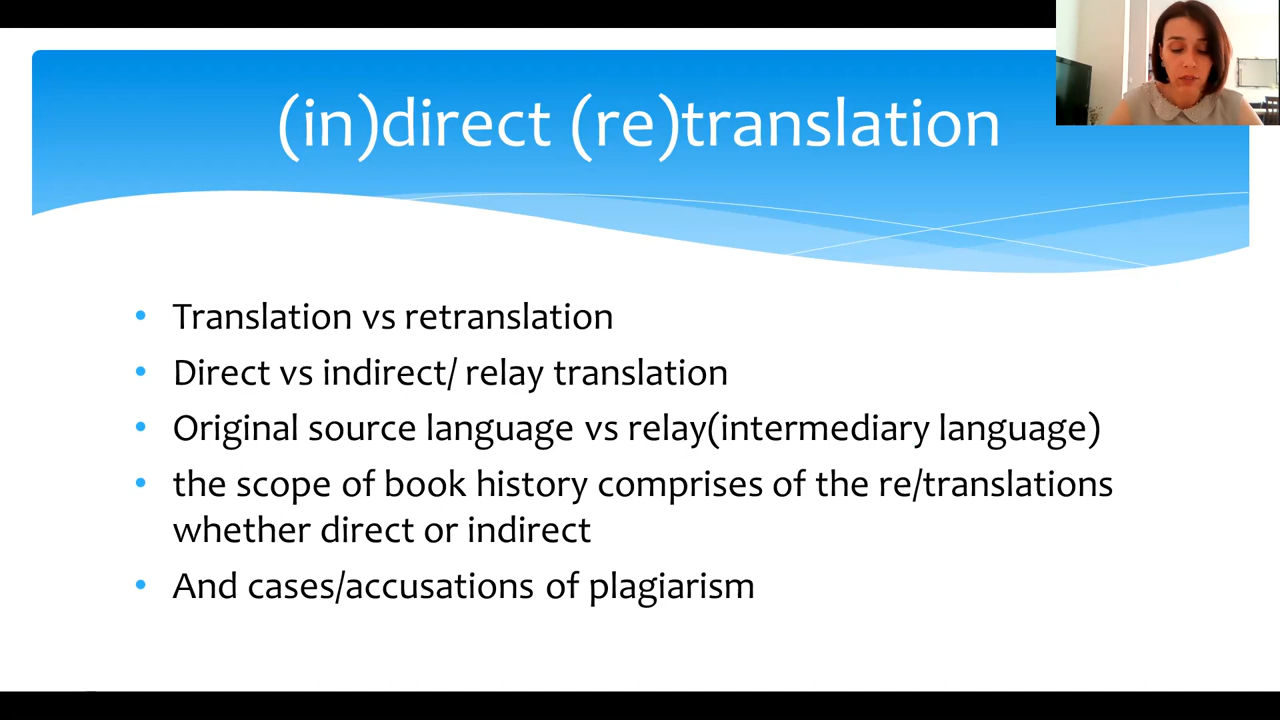 (in)direct (re)translation
Translation vs retranslation
Direct vs indirect/ relay translation
Original source language vs relay(intermediary language)
the scope of book history comprises of the re/translations
whether direct or indirect
And cases/accusations of plagiarism